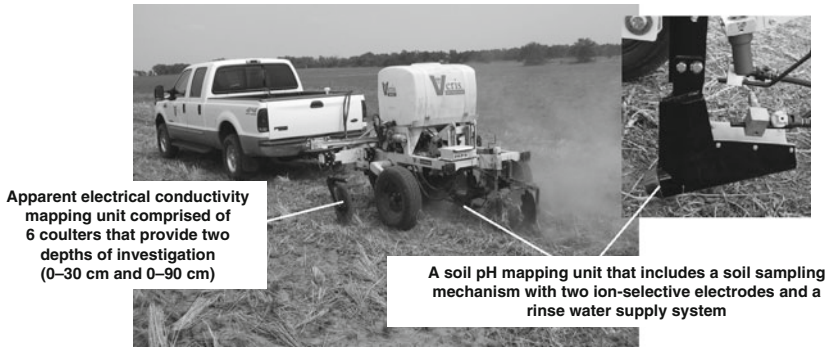 Veris
Apparent electrical conductivity
mapping unit comprised of
6 coulters that provide two
depths of investigation
(0–30 cm and 0–90 cm)
A soil pH mapping unit that includes a soil sampling
mechanism with two ion-selective electrodes and a
rinse water supply system